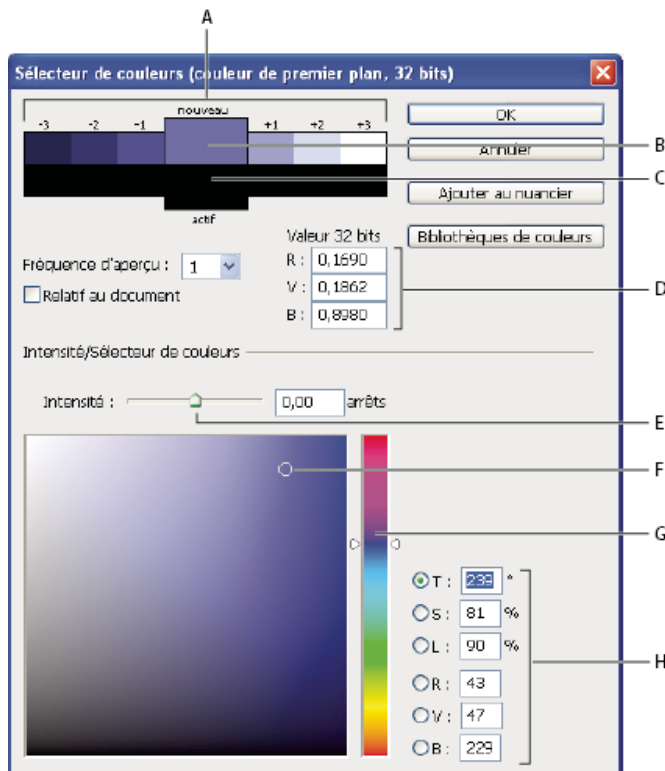 A
Sélecteur de couleurs (couleur de premier plan, 32 bits)
nouveau
-3 -2 -1 +1 +2 +3
OK
B
Annuler
C
Ajouter au nuancier
actif
Valeur 32 bits
Bibliothèques de couleurs
Fréquence d'aperçu : 1
R : 0,1690
Relatif au document
V : 0,1862
D
B : 0,8980
Intensité/Sélecteur de couleurs
Intensité : 0,00 arrêts
E
F
G
T : 239 °
S : 81 %
L : 90 %
H
R : 43
V : 47
B : 229